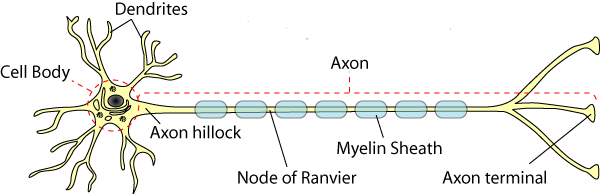 Dendrites
Cell Body
Axon
Axon hillock
Node of Ranvier
Myelin Sheath
Axon terminal